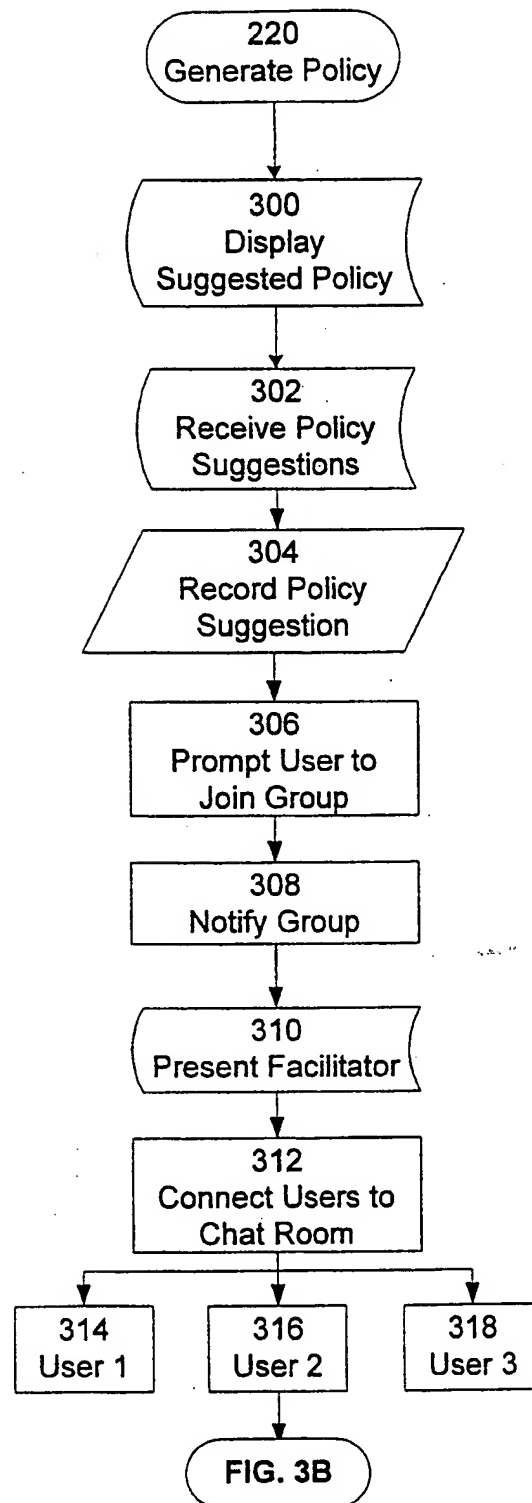 220
Generate Policy
300
Display
Suggested Policy
302
Receive Policy
Suggestions
304
Record Policy
Suggestion
306
Prompt User to
Join Group
308
Notify Group
310
Present Facilitator
312
Connect Users to
Chat Room
314
User 1
316
User 2
318
User 3
FIG. 3B